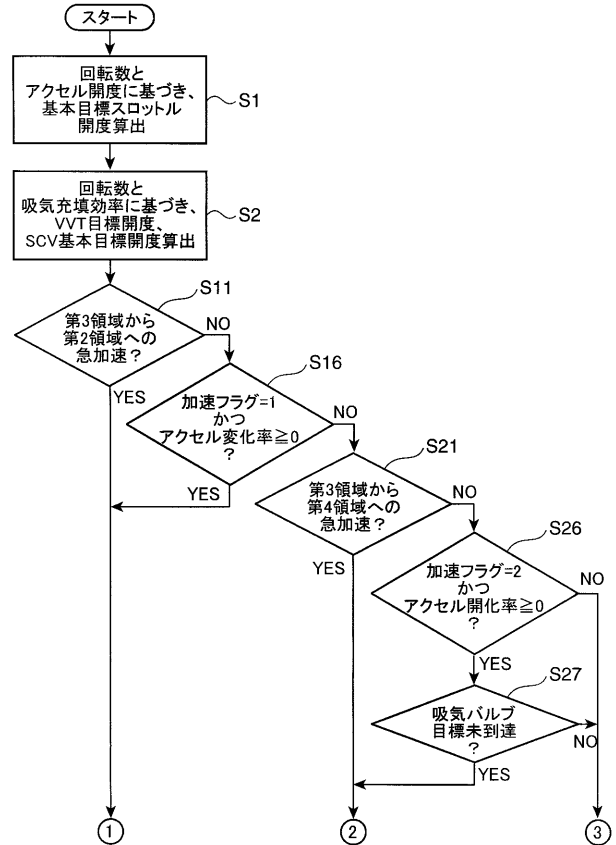 スタート
回転数と
アクセル開度に基づき、
基本目標スロットル
開度算出
S1
回転数と
吸気充填効率に基づき、
VVT目標開度、
SCV基本目標開度算出
S2
S11
第3領域から
第2領域への
急加速？
NO
YES
S16
加速フラグ=1
かつ
アクセル変化率≧0
？
NO
YES
S21
第3領域から
第4領域への
急加速？
NO
YES
S26
加速フラグ=2
かつ
アクセル開化率≧0
？
NO
YES
S27
吸気バルブ
目標未到達
？
NO
YES
①
②
③